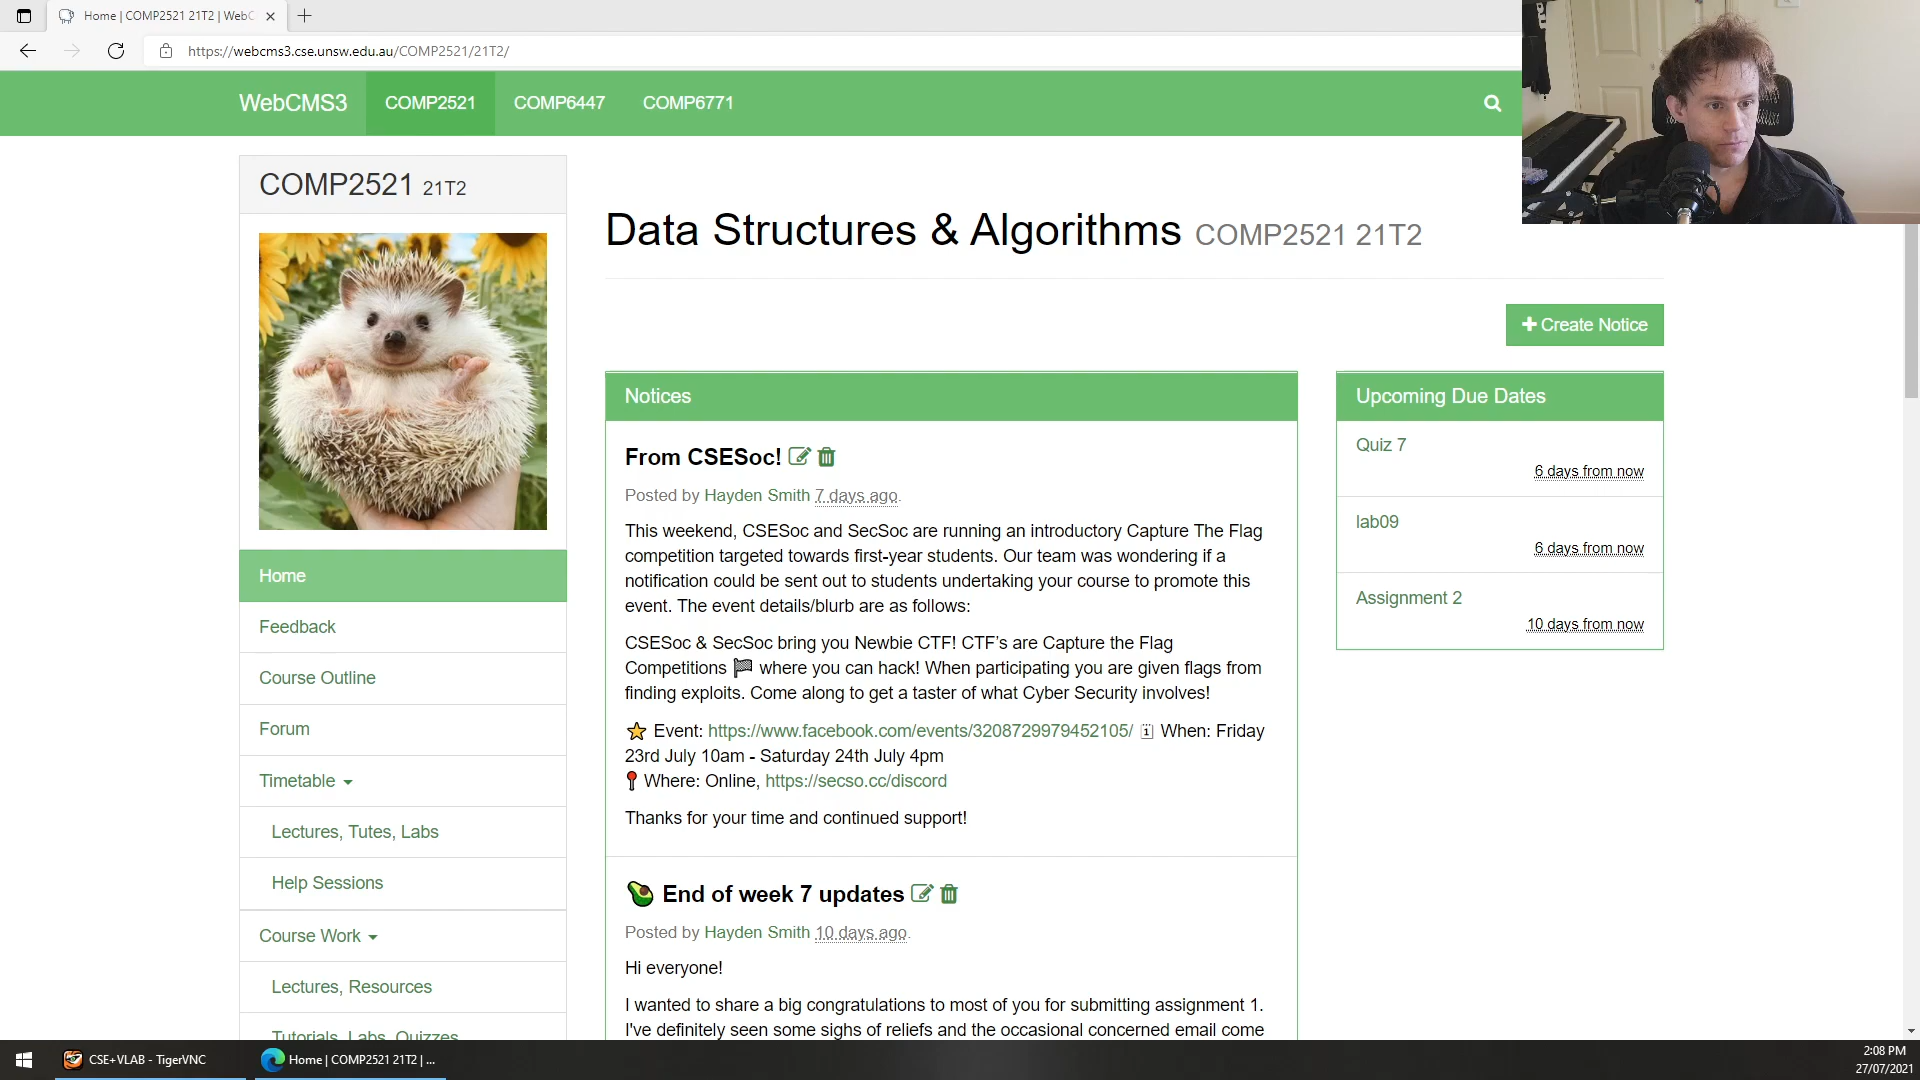 Home | COMP2521 21T2 | WebC
https://webcms3.cse.unsw.edu.au/COMP2521/21T2/
WebCMS3 COMP2521 COMP6447 COMP6771
COMP2521 21T2
Data Structures & Algorithms COMP2521 21T2
Create Notice
Notices
From CSESoc!
Posted by Hayden Smith 7 days ago.
This weekend, CSESoc and SecSoc are running an introductory Capture The Flag
competition targeted towards first-year students. Our team was wondering if a
notification could be sent out to students undertaking your course to promote this
event. The event details/blurb are as follows:
CSESoc & SecSoc bring you Newbie CTF! CTF's are Capture the Flag
Competitions 🏁 where you can hack! When participating you are given flags from
finding exploits. Come along to get a taster of what Cyber Security involves!
⭐ Event: https://www.facebook.com/events/3208729979452105/ 🗓 When: Friday
23rd July 10am - Saturday 24th July 4pm
📍 Where: Online, https://secso.cc/discord
Thanks for your time and continued support!
🥑 End of week 7 updates
Posted by Hayden Smith 10 days ago.
Hi everyone!
I wanted to share a big congratulations to most of you for submitting assignment 1.
I've definitely seen some sighs of reliefs and the occasional concerned email come
Upcoming Due Dates
Quiz 7
6 days from now
lab09
6 days from now
Assignment 2
10 days from now
Home
Feedback
Course Outline
Forum
Timetable
Lectures, Tutes, Labs
Help Sessions
Course Work
Lectures, Resources
Tutorials, Labs, Quizzes
CSE+VLAB - TigerVNC
Home | COMP2521 21T2 | ...
2:08 PM
27/07/2021